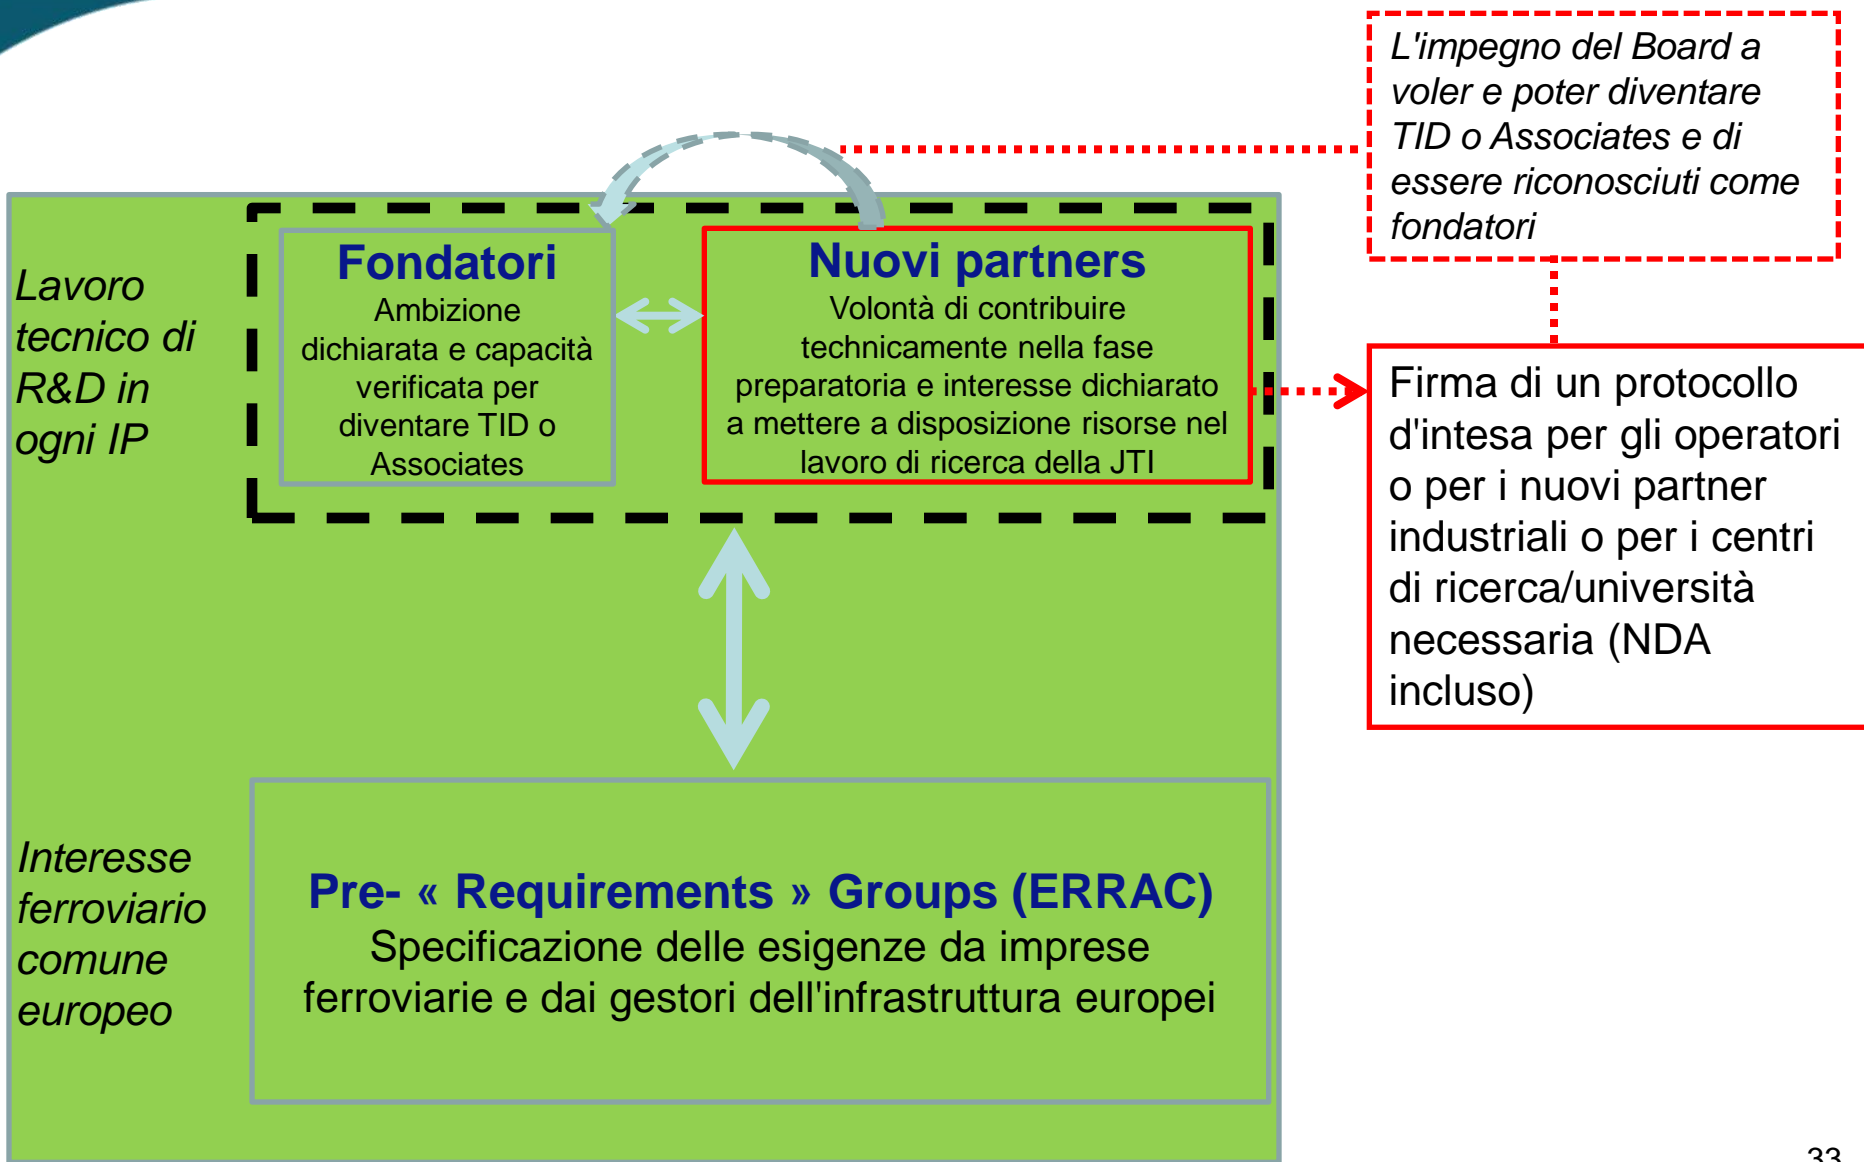 L'impegno del Board a
voler e poter diventare
TID o Associates e di
essere riconosciuti come
fondatori
Lavoro
tecnico di
R&D in
ogni IP
Fondatori
Ambizione
dichiarata e capacità
verificata per
diventare TID o
Associates
Nuovi partners
Volontà di contribuire
technicamente nella fase
preparatoria e interesse dichiarato
a mettere a disposizione risorse nel
lavoro di ricerca della JTI
Firma di un protocollo
d'intesa per gli operatori
o per i nuovi partner
industriali o per i centri
di ricerca/università
necessaria (NDA
incluso)
Interesse
ferroviario
comune
europeo
Pre- « Requirements » Groups (ERRAC)
Specificazione delle esigenze da imprese
ferroviarie e dai gestori dell'infrastruttura europei
33